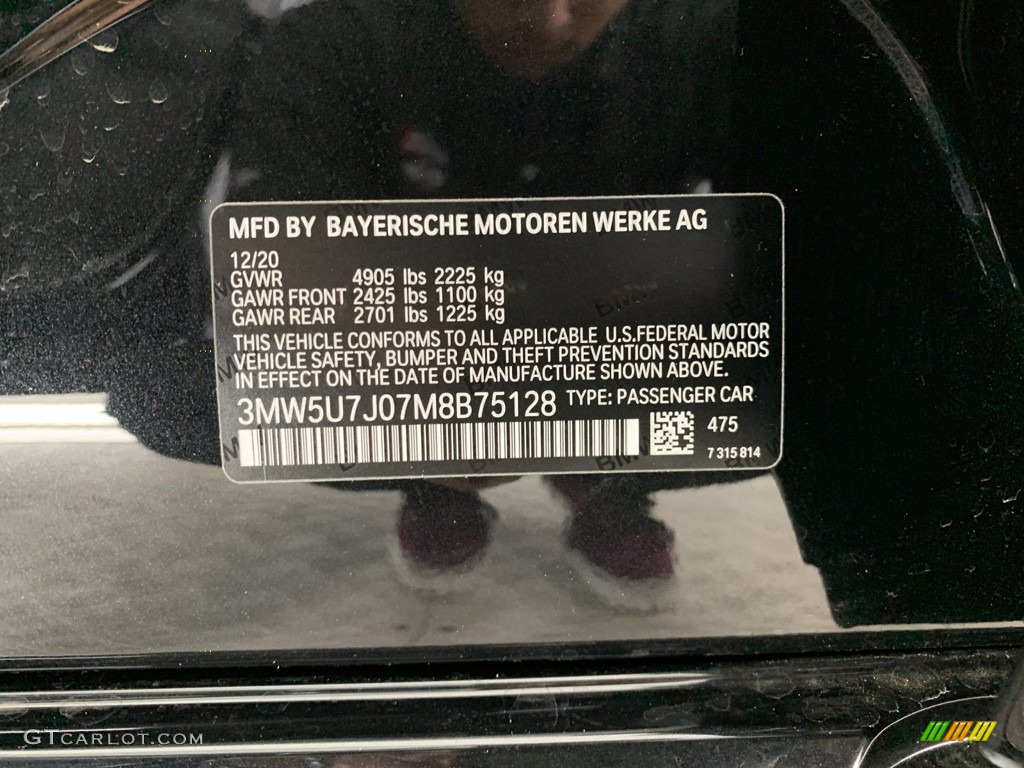 MFD BY BAYERISCHE MOTOREN WERKE AG
12/20
GVWR 4905 lbs 2225 kg
GAWR FRONT 2425 lbs 1100 kg
GAWR REAR 2701 lbs 1225 kg
THIS VEHICLE CONFORMS TO ALL APPLICABLE U.S.FEDERAL MOTOR
VEHICLE SAFETY, BUMPER AND THEFT PREVENTION STANDARDS
IN EFFECT ON THE DATE OF MANUFACTURE SHOWN ABOVE.
3MW5U7J07M8B75128 TYPE: PASSENGER CAR
475
7 315 814
GTCARLOT.COM